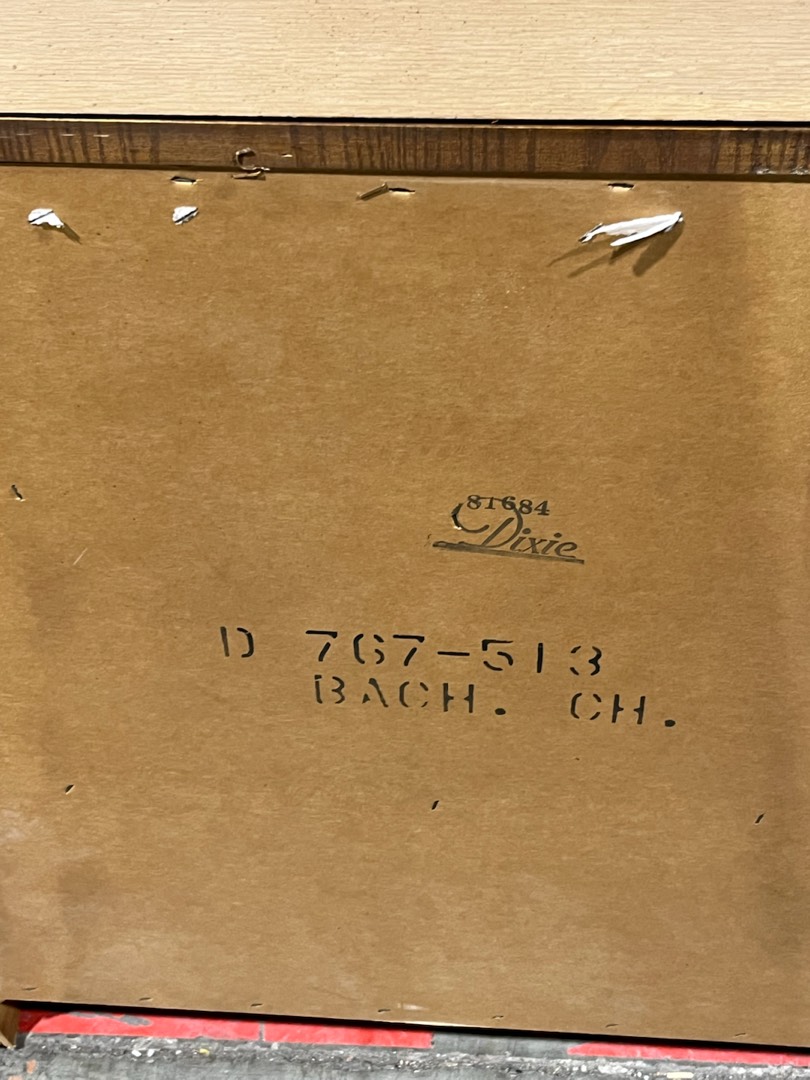 81684
Dixie
D 767-513
BACH. CH.